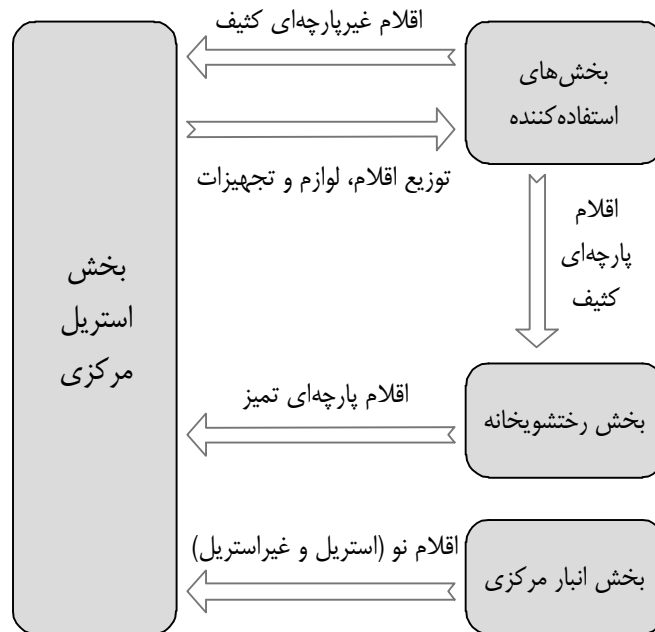 اقلام غیرپارچه‌ای کثیف
بخش‌های
استفاده‌کننده
توزیع اقلام، لوازم و تجهیزات
اقلام
پارچه‌ای
کثیف
بخش
استریل
مرکزی
اقلام پارچه‌ای تمیز
بخش رختشویخانه
اقلام نو (استریل و غیراستریل)
بخش انبار مرکزی